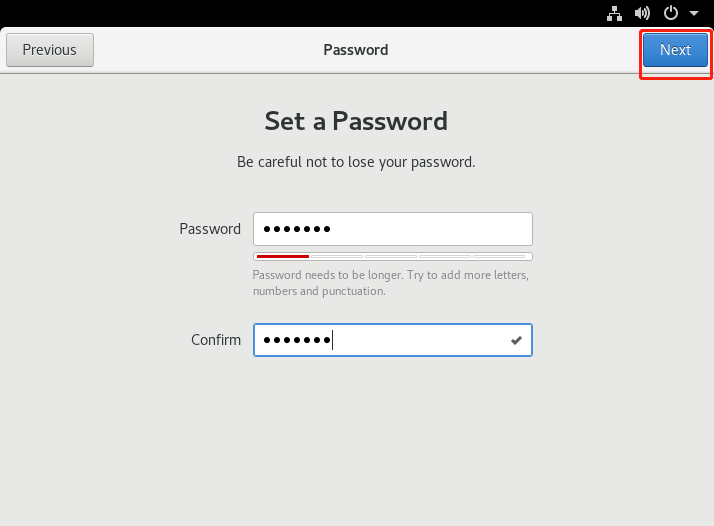 Previous
Password
Next
Set a Password
Be careful not to lose your password.
Password
Password needs to be longer. Try to add more letters,
numbers and punctuation.
Confirm